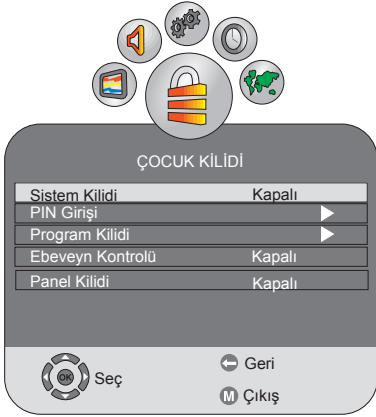 ÇOCUK KİLİDİ
Sistem Kilidi Kapalı
PIN Girişi
Program Kilidi
Ebeveyn Kontrolü Kapalı
Panel Kilidi Kapalı
OK Seç
Geri
M Çıkış